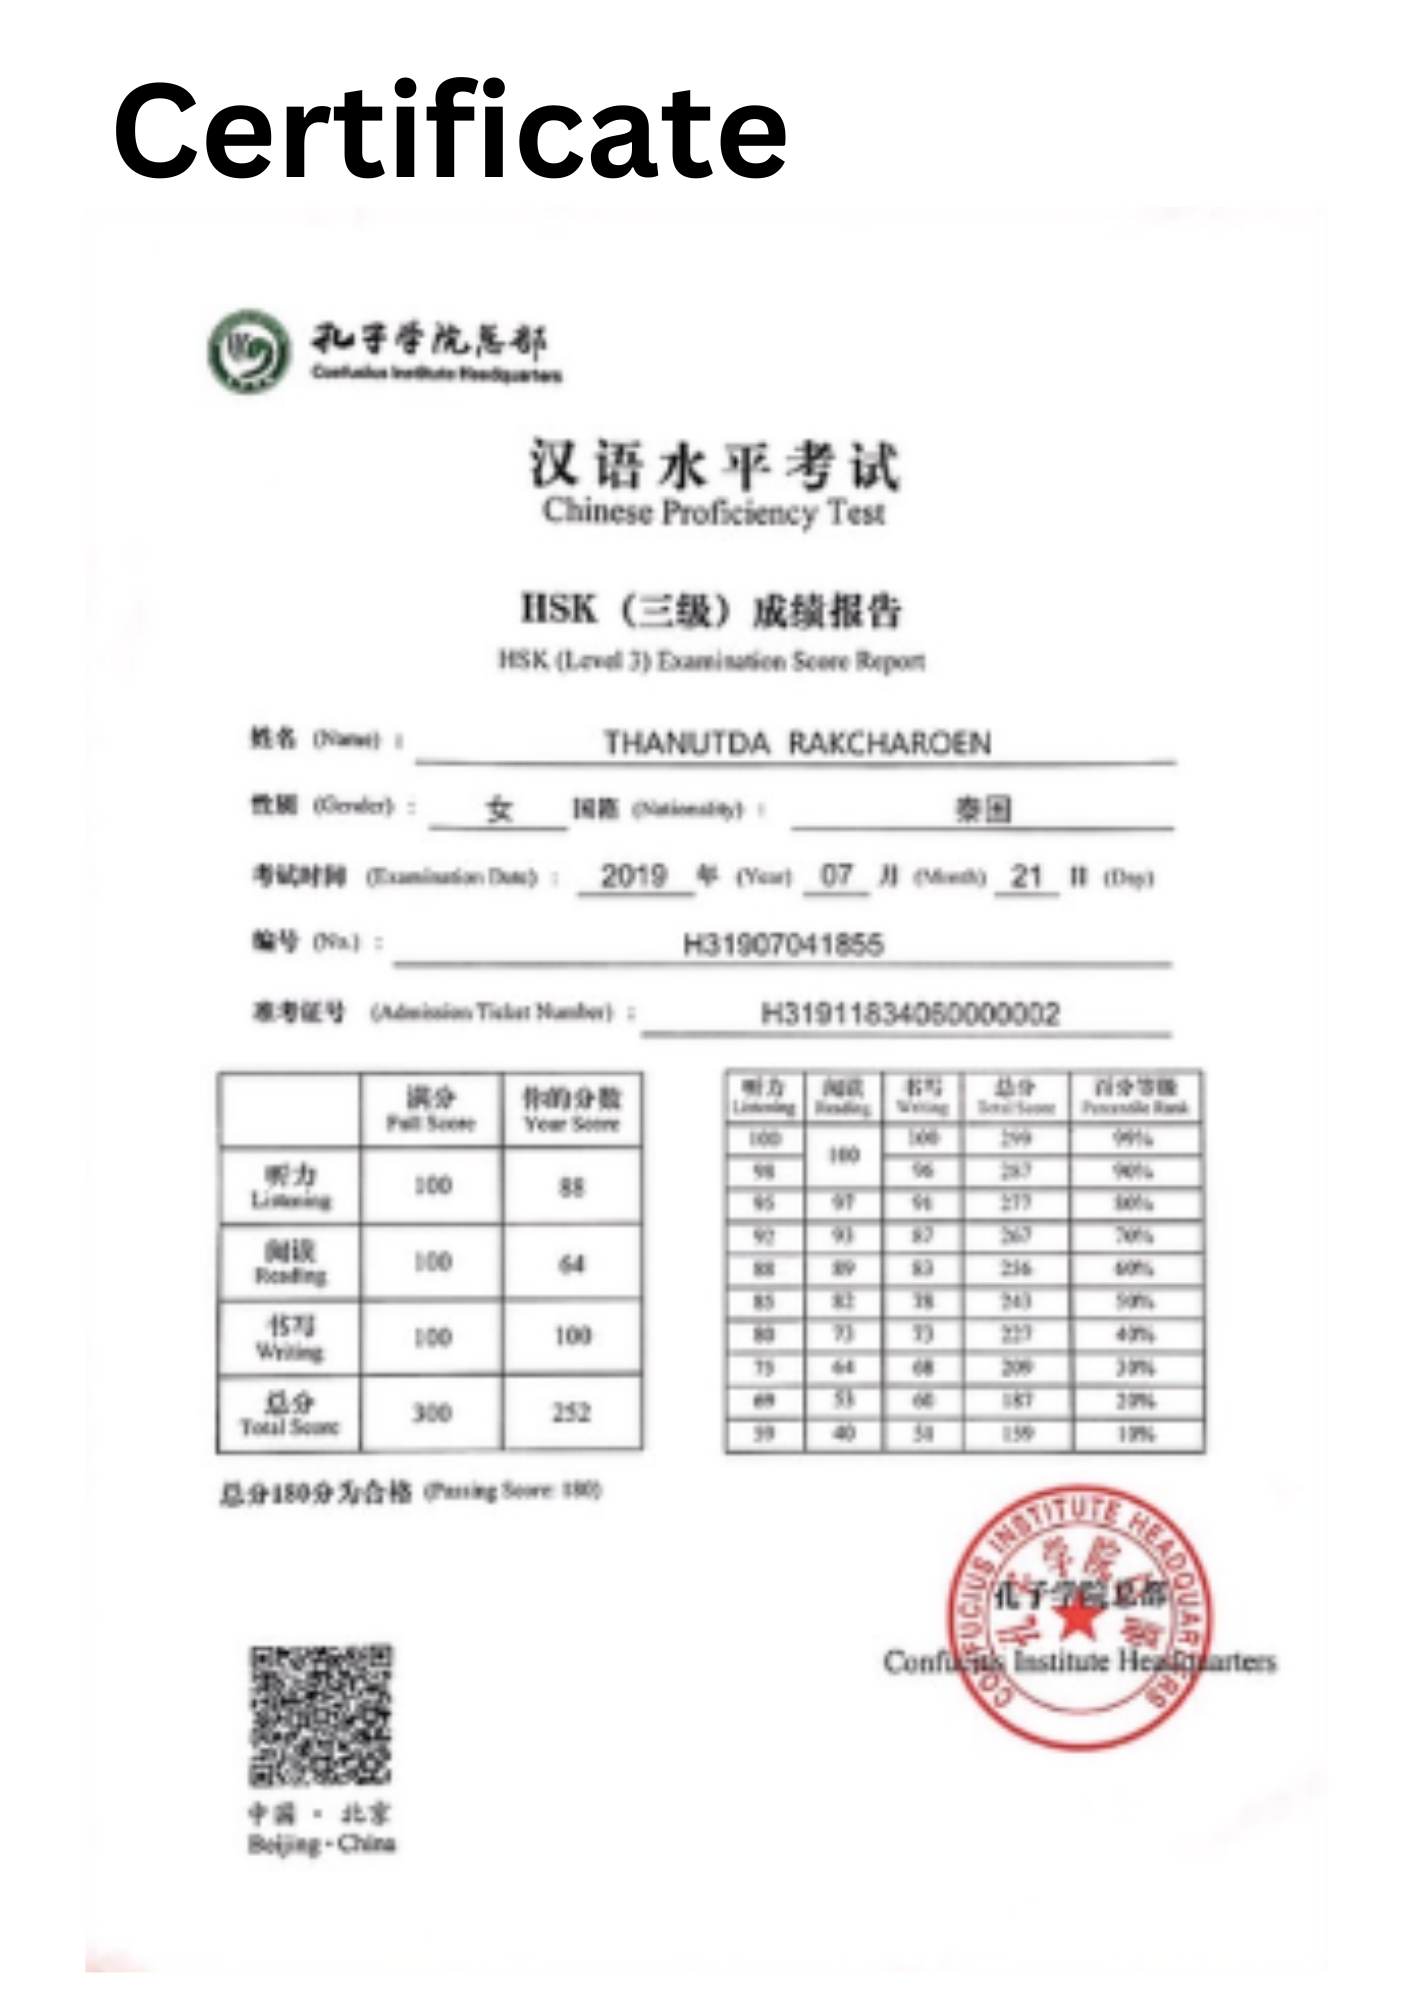 Certificate
孔子学院总部
Confucius Institute Headquarters
汉语水平考试
Chinese Proficiency Test
HSK（三级）成绩报告
HSK (Level 3) Examination Score Report
姓名 (Name) : THANUTDA RAKCHAROEN
性别 (Gender) : 女 国籍 (Nationality) : 泰国
考试时间 (Examination Date) : 2019 年 (Year) 07 月 (Month) 21 日 (Day)
编号 (No.) : H31907041855
准考证号 (Admission Ticket Number) : H31911834060000002
满分 你的分数
Full Score Your Score
听力
Listening 100 88
阅读
Reading 100 64
书写
Writing 100 100
总分
Total Score 300 252
总分180分为合格 (Passing Score: 180)
听力 阅读 书写 总分 百分等级
Listening Reading Writing Total Score Percentile Rank
100 100 100 299 99%
98 96 287 90%
95 97 91 277 80%
92 93 87 267 70%
88 89 83 256 60%
85 82 78 243 50%
80 73 73 227 40%
75 64 68 209 30%
69 53 60 187 20%
59 40 51 159 10%
孔子学院总部
Confucius Institute Headquarters
CONFUCIUS INSTITUTE HEADQUARTERS
孔子学院总部
中国 · 北京
Beijing · China